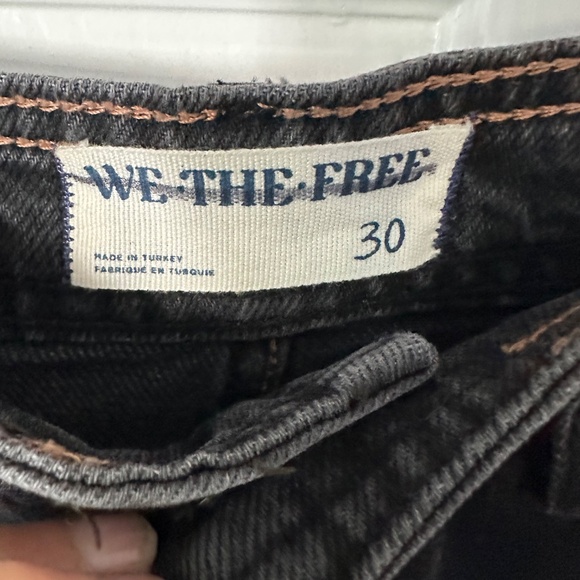 WE·THE·FREE
30
MADE IN TURKEY
FABRIQUÉ EN TURQUIE